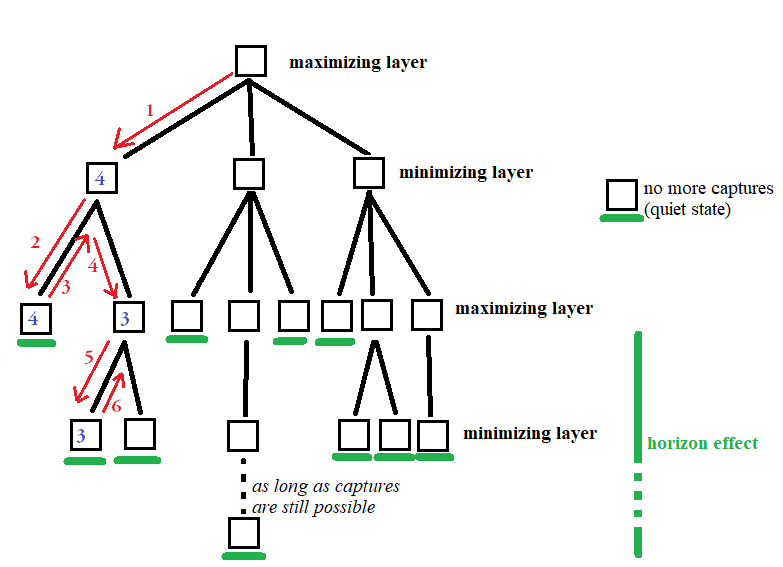 maximizing layer
1
4
minimizing layer
no more captures
(quiet state)
2
3
4
4
3
maximizing layer
5
6
3
minimizing layer
horizon effect
as long as captures
are still possible